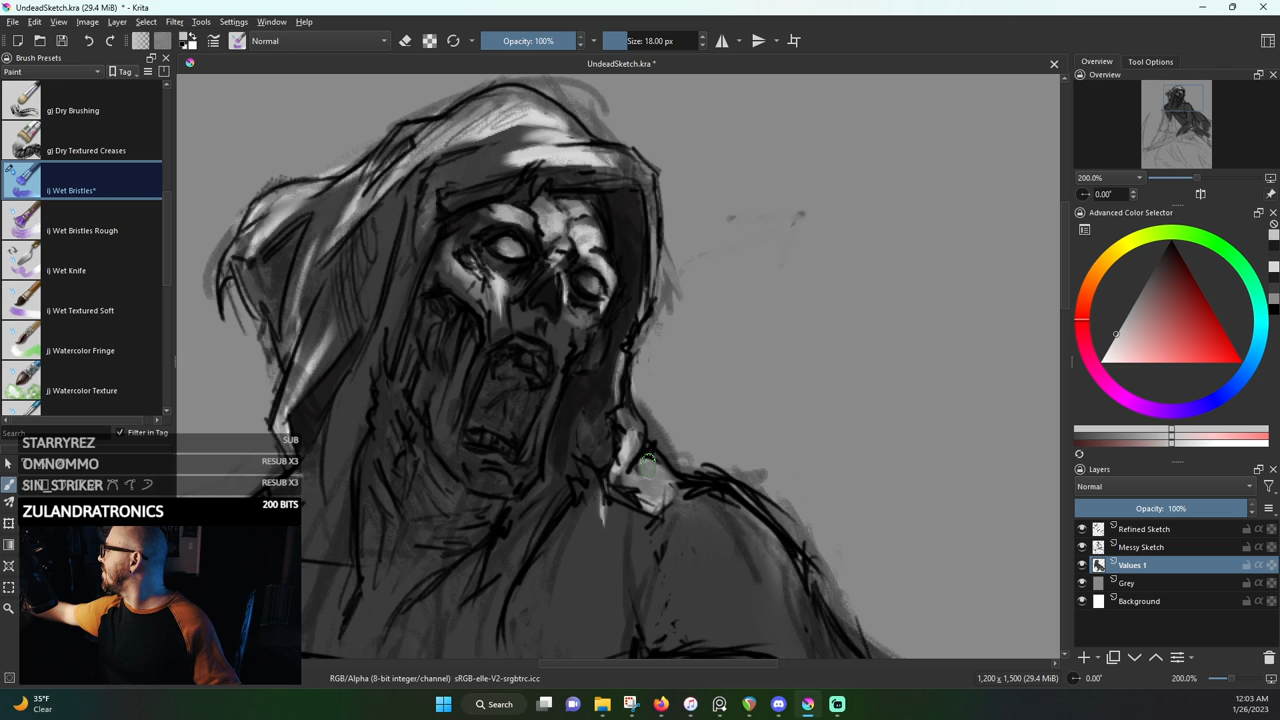 UndeadSketch.kra (29.4 MiB) * - Krita
File Edit View Image Layer Select Filter Tools Settings Window Help
Normal
Opacity: 100%
Size: 18.00 px
Brush Presets
Paint
Tag
g) Dry Brushing
g) Dry Textured Creases
i) Wet Bristles*
i) Wet Bristles Rough
i) Wet Knife
i) Wet Textured Soft
j) Watercolor Fringe
j) Watercolor Texture
Search
Filter in Tag
UndeadSketch.kra *
STARRYREZ SUB
OMNOMMO RESUB X3
SIN_STRIKER RESUB X3
ZULANDRATRONICS 200 BITS
Overview Tool Options
Overview
200.0%
0.00°
Advanced Color Selector
Layers
Normal
Opacity: 100%
Refined Sketch
Messy Sketch
Values 1
Grey
Background
RGB/Alpha (8-bit integer/channel) sRGB-elle-V2-srgbtrc.icc
1,200 x 1,500 (29.4 MiB)
0.00°
200.0%
35°F
Clear
Search
12:03 AM
1/26/2023